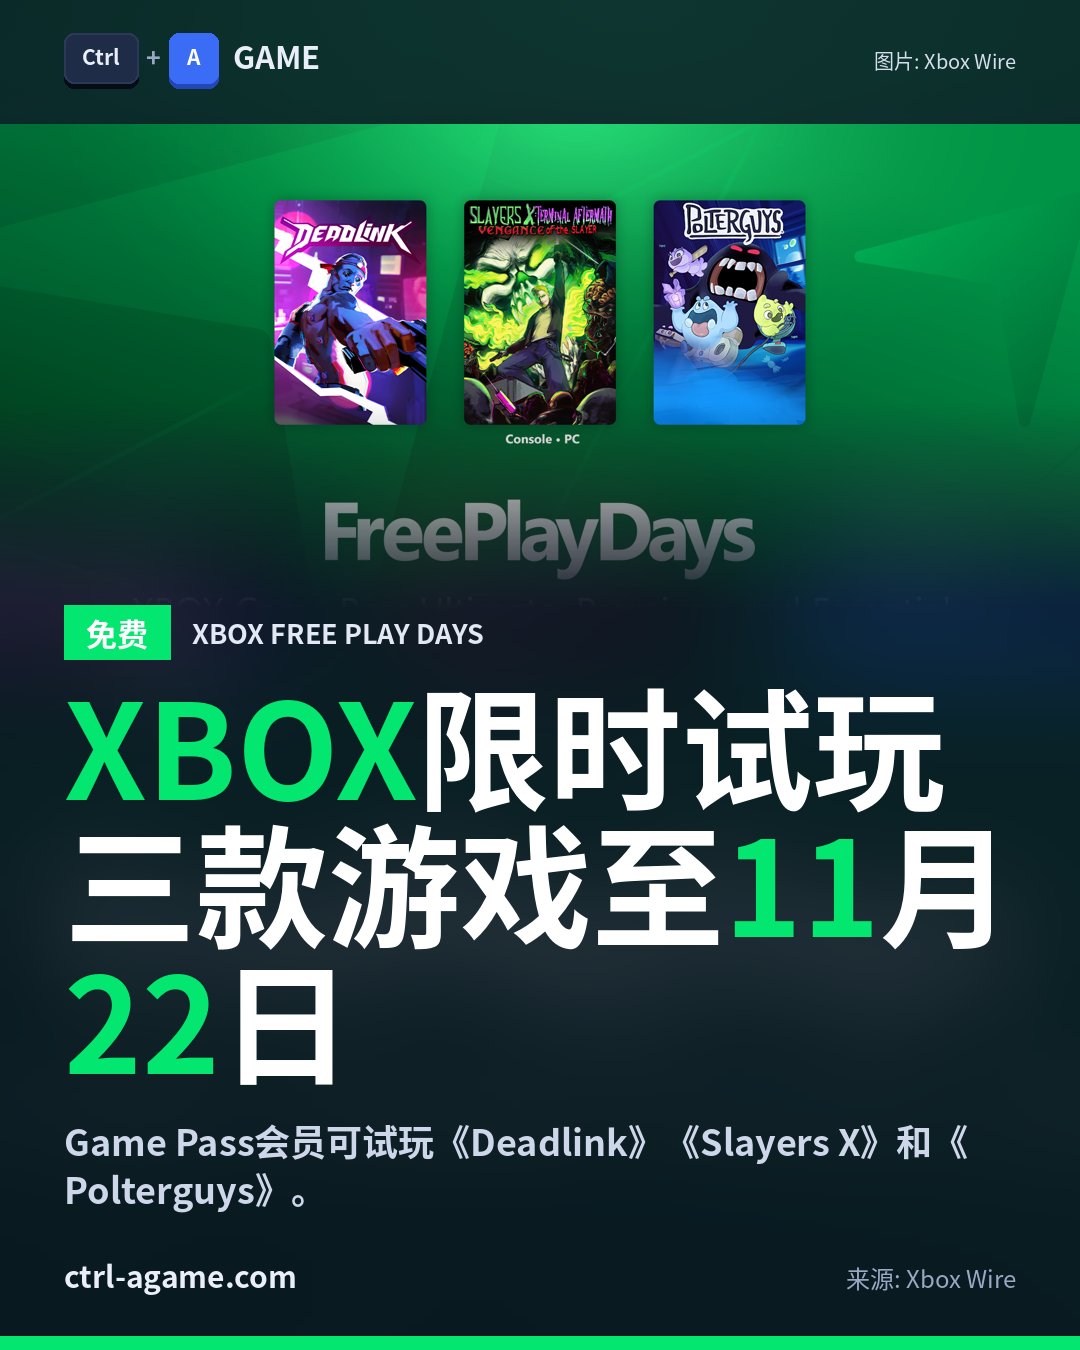 Ctrl + A GAME
图片: Xbox Wire
DEADLINK
SLAYERS X: TERMINAL AFTERMATH
VENGANCE of the SLAYER
POLTERGUYS
Console • PC
FreePlayDays
免费 XBOX FREE PLAY DAYS
XBOX限时试玩
三款游戏至11月
22日
Game Pass会员可试玩《Deadlink》《Slayers X》和《
Polterguys》。
ctrl-agame.com
来源: Xbox Wire